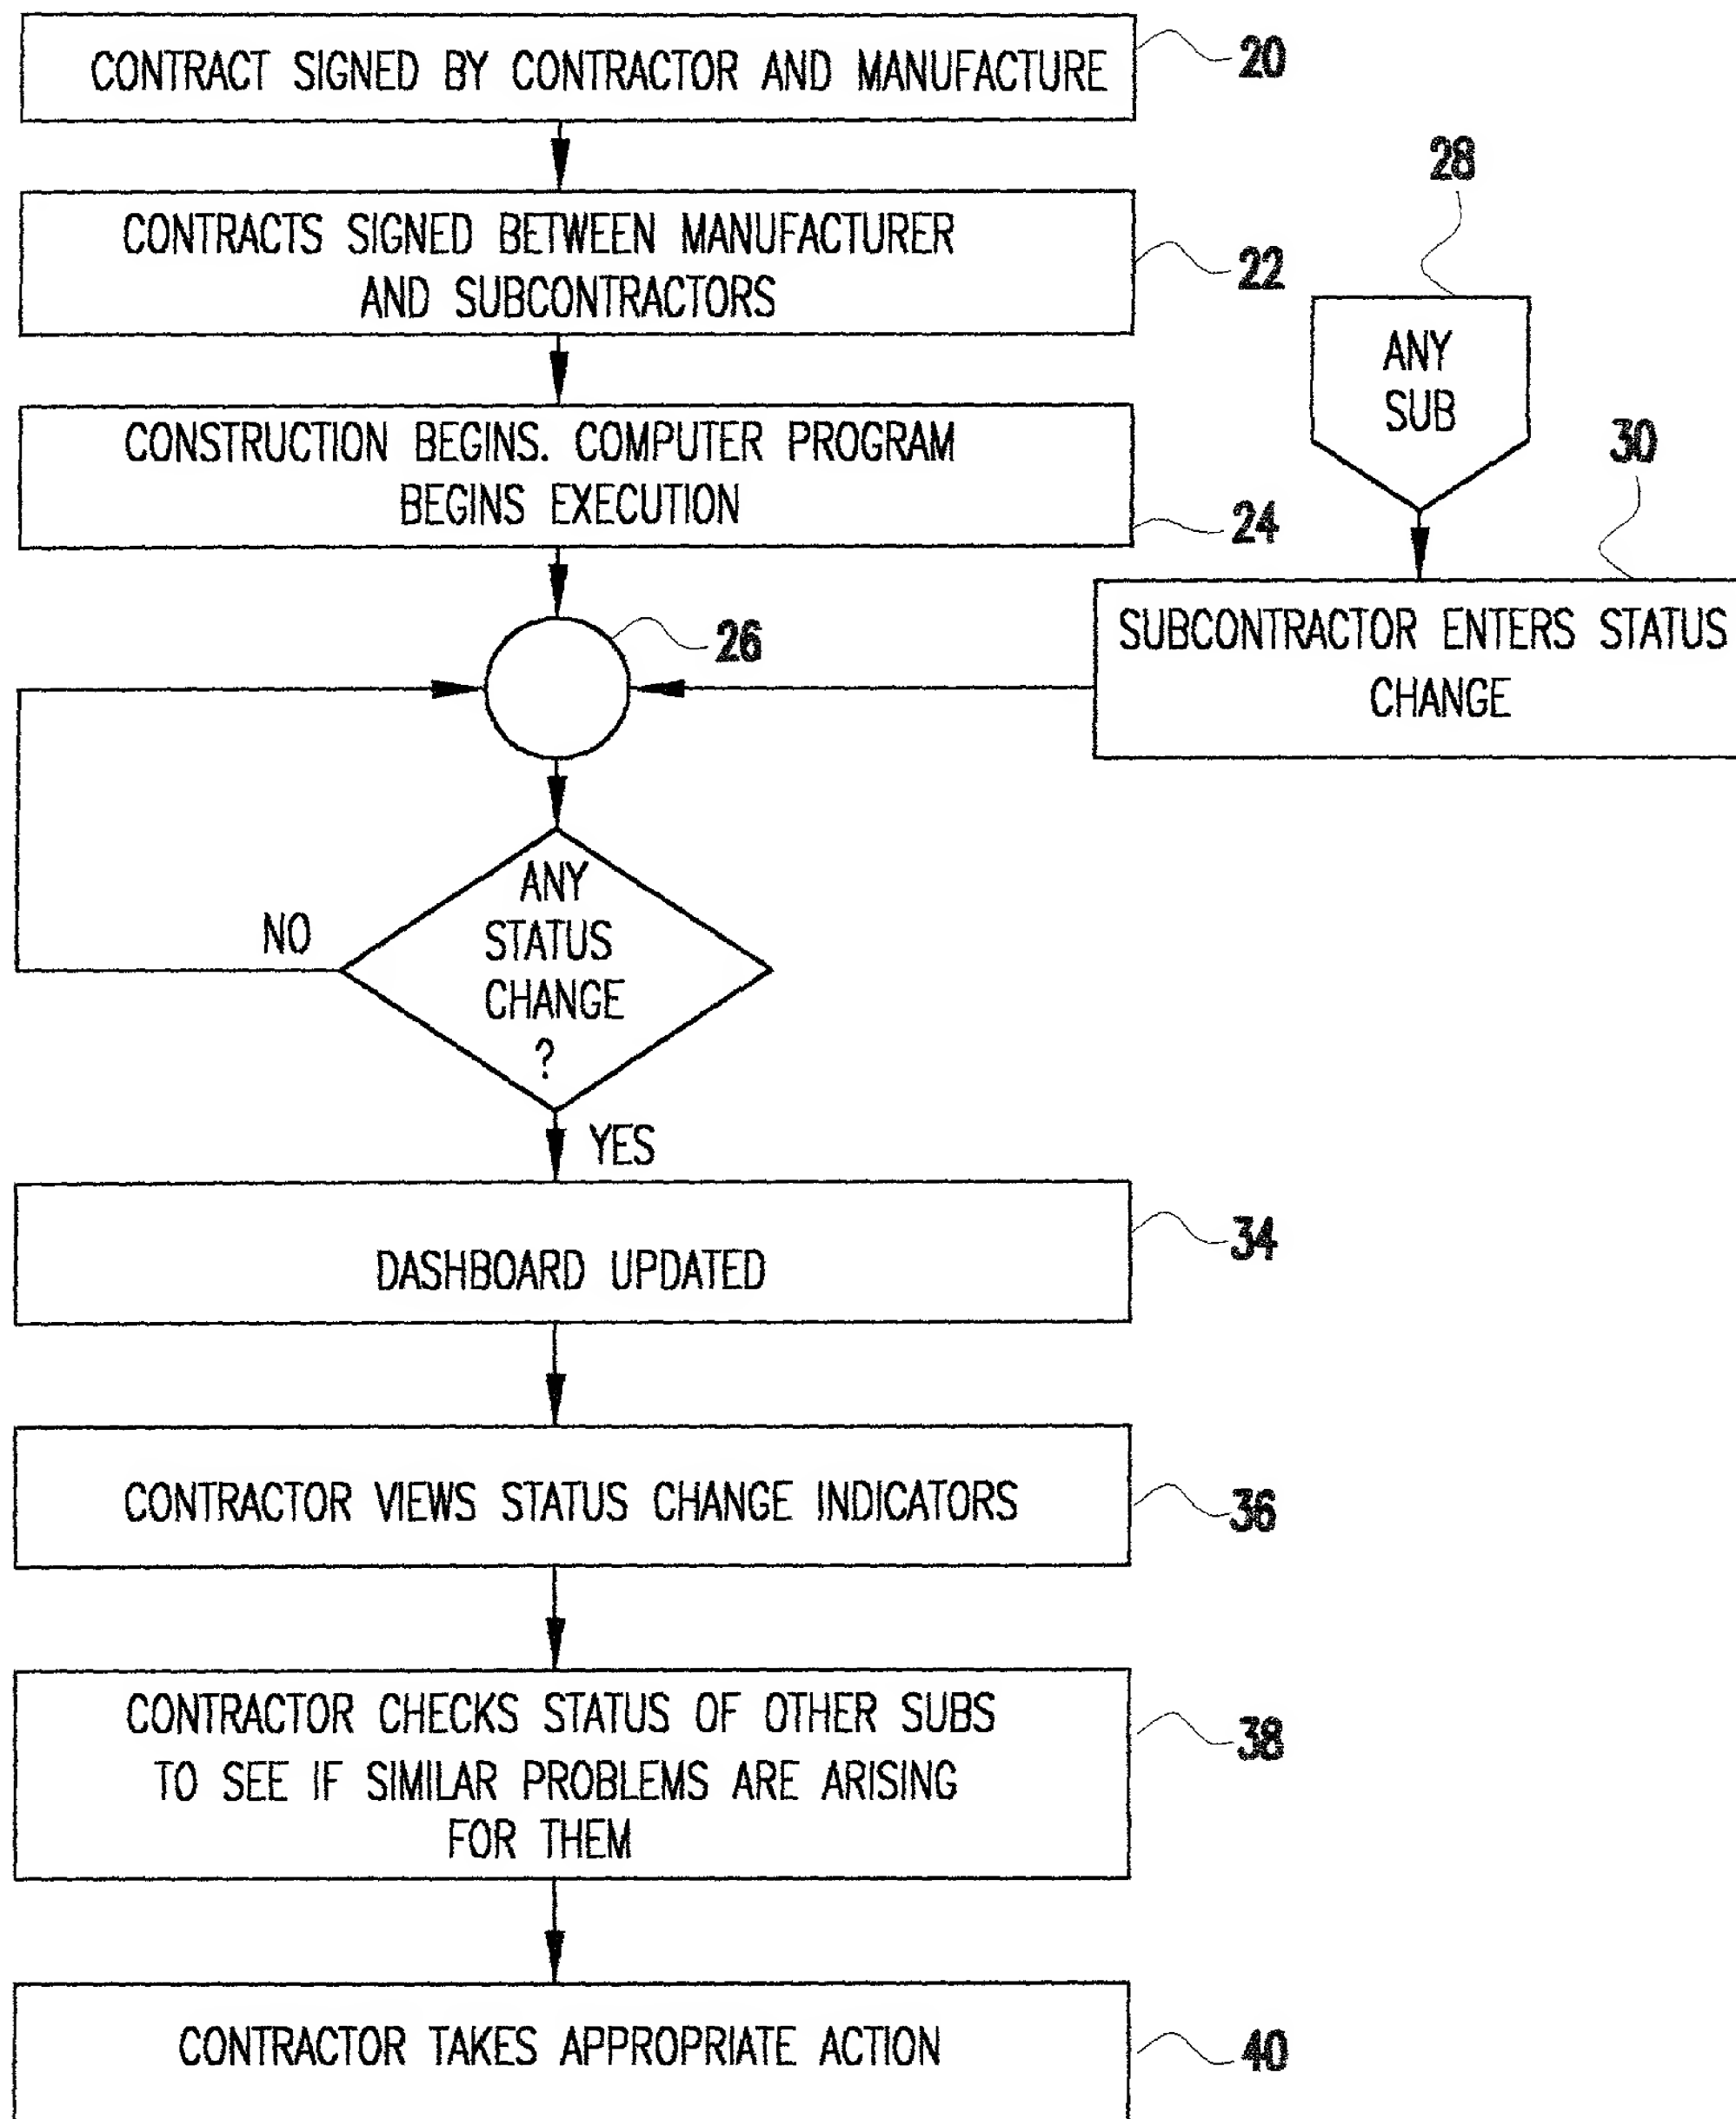 CONTRACT SIGNED BY CONTRACTOR AND MANUFACTURE
20
CONTRACTS SIGNED BETWEEN MANUFACTURER
AND SUBCONTRACTORS
22
28
ANY
SUB
CONSTRUCTION BEGINS. COMPUTER PROGRAM
BEGINS EXECUTION
24
30
SUBCONTRACTOR ENTERS STATUS
CHANGE
26
ANY
STATUS
CHANGE
?
NO
YES
DASHBOARD UPDATED
34
CONTRACTOR VIEWS STATUS CHANGE INDICATORS
36
CONTRACTOR CHECKS STATUS OF OTHER SUBS
TO SEE IF SIMILAR PROBLEMS ARE ARISING
FOR THEM
38
CONTRACTOR TAKES APPROPRIATE ACTION
40